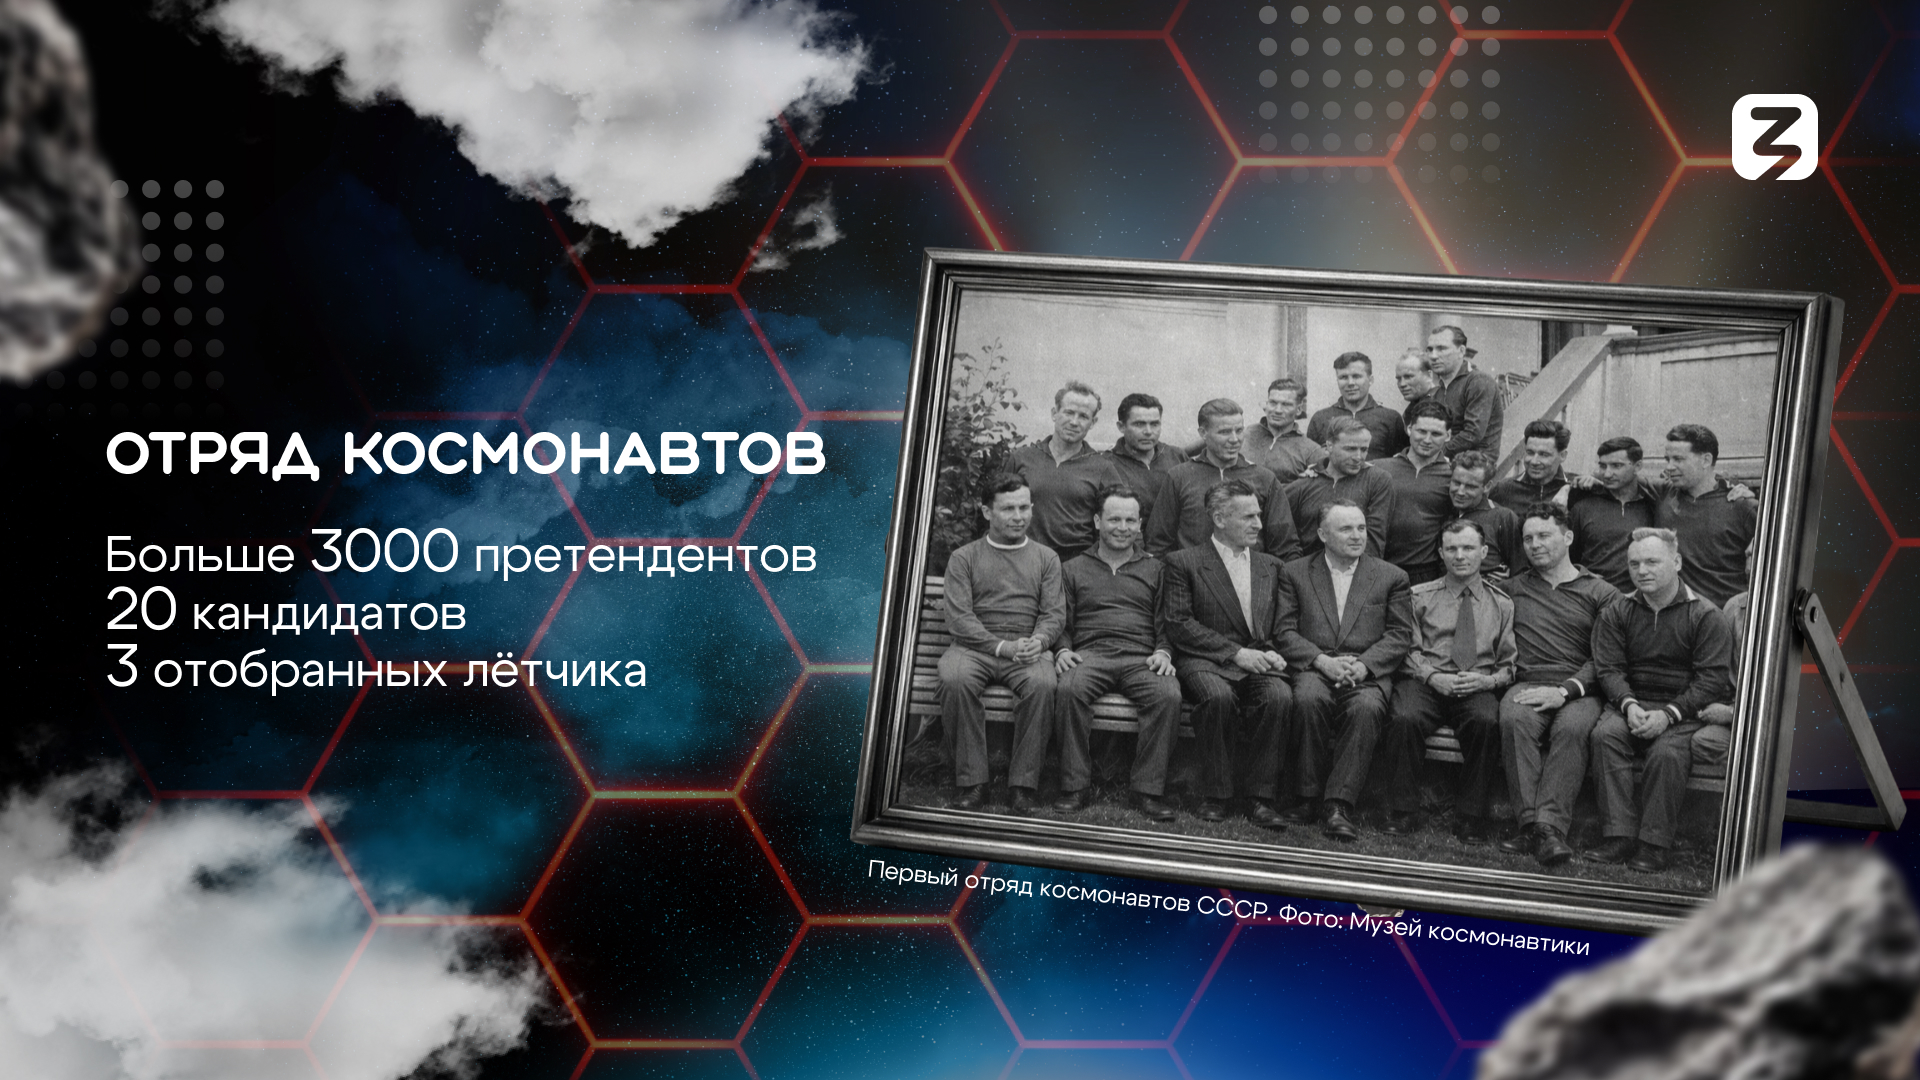 ОТРЯД КОСМОНАВТОВ
Больше 3000 претендентов
20 кандидатов
3 отобранных лётчика
Первый отряд космонавтов СССР. Фото: Музей космонавтики